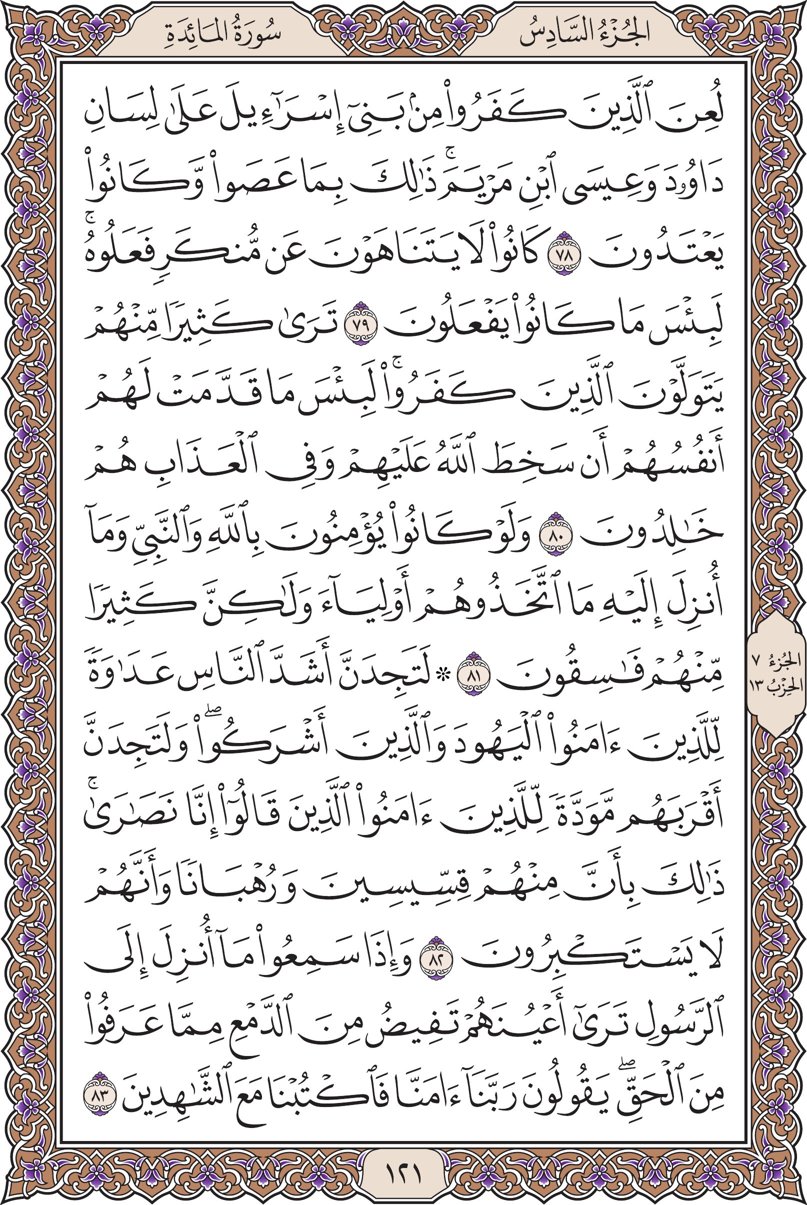 الجُزْءُ السَّادِسُ
سُورَةُ المَائِدَةِ
لُعِنَ ٱلَّذِينَ كَفَرُواْ مِنۢ بَنِيٓ إِسۡرَٰٓءِيلَ عَلَىٰ لِسَانِ
دَاوُۥدَ وَعِيسَى ٱبۡنِ مَرۡيَمَۚ ذَٰلِكَ بِمَا عَصَواْ وَّكَانُواْ
يَعۡتَدُونَ ٧٨ كَانُواْ لَا يَتَنَاهَوۡنَ عَن مُّنكَرٖ فَعَلُوهُۚ
لَبِئۡسَ مَا كَانُواْ يَفۡعَلُونَ ٧٩ تَرَىٰ كَثِيرٗا مِّنۡهُمۡ
يَتَوَلَّوۡنَ ٱلَّذِينَ كَفَرُواْۚ لَبِئۡسَ مَا قَدَّمَتۡ لَهُمۡ
أَنفُسُهُمۡ أَن سَخِطَ ٱللَّهُ عَلَيۡهِمۡ وَفِي ٱلۡعَذَابِ هُمۡ
خَٰلِدُونَ ٨٠ وَلَوۡ كَانُواْ يُؤۡمِنُونَ بِٱللَّهِ وَٱلنَّبِيِّ وَمَآ
أُنزِلَ إِلَيۡهِ مَا ٱتَّخَذُوهُمۡ أَوۡلِيَآءَ وَلَٰكِنَّ كَثِيرٗا
مِّنۡهُمۡ فَٰسِقُونَ ٨١ ۞ لَتَجِدَنَّ أَشَدَّ ٱلنَّاسِ عَدَٰوَةٗ
لِّلَّذِينَ ءَامَنُواْ ٱلۡيَهُودَ وَٱلَّذِينَ أَشۡرَكُواْۖ وَلَتَجِدَنَّ
أَقۡرَبَهُم مَّوَدَّةٗ لِّلَّذِينَ ءَامَنُواْ ٱلَّذِينَ قَالُوٓاْ إِنَّا نَصَٰرَىٰۚ
ذَٰلِكَ بِأَنَّ مِنۡهُمۡ قِسِّيسِينَ وَرُهۡبَانٗا وَأَنَّهُمۡ
لَا يَسۡتَكۡبِرُونَ ٨٢ وَإِذَا سَمِعُواْ مَآ أُنزِلَ إِلَى
ٱلرَّسُولِ تَرَىٰٓ أَعۡيُنَهُمۡ تَفِيضُ مِنَ ٱلدَّمۡعِ مِمَّا عَرَفُواْ
مِنَ ٱلۡحَقِّۖ يَقُولُونَ رَبَّنَآ ءَامَنَّا فَٱكۡتُبۡنَا مَعَ ٱلشَّٰهِدِينَ ٨٣
الجُزْءُ ٧
الحِزْبُ ١٣
١٢١